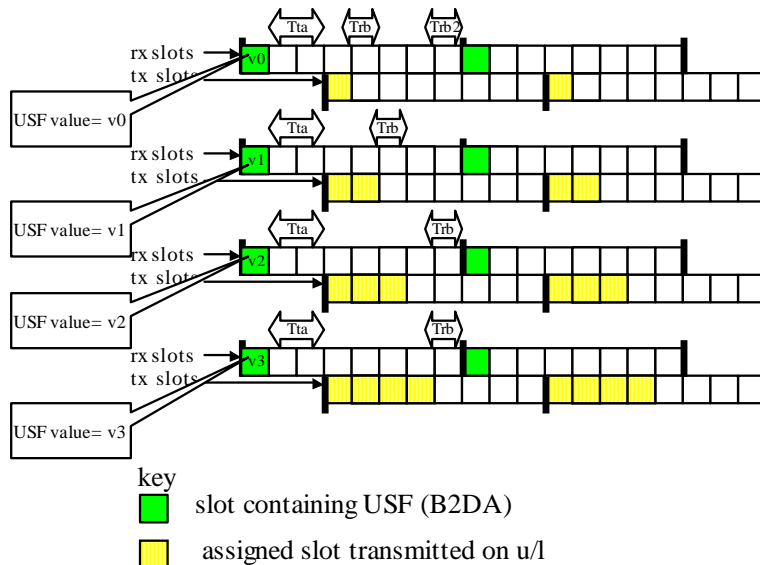 Tta Trb Trb2
rx slots v0
tx slots
USF value= v0
Tta Trb
rx slots v1
tx slots
USF value= v1
Tta Trb
rx slots v2
tx slots
USF value= v2
Tta Trb
rx slots v3
tx slots
USF value= v3
key
slot containing USF (B2DA)
assigned slot transmitted on u/l